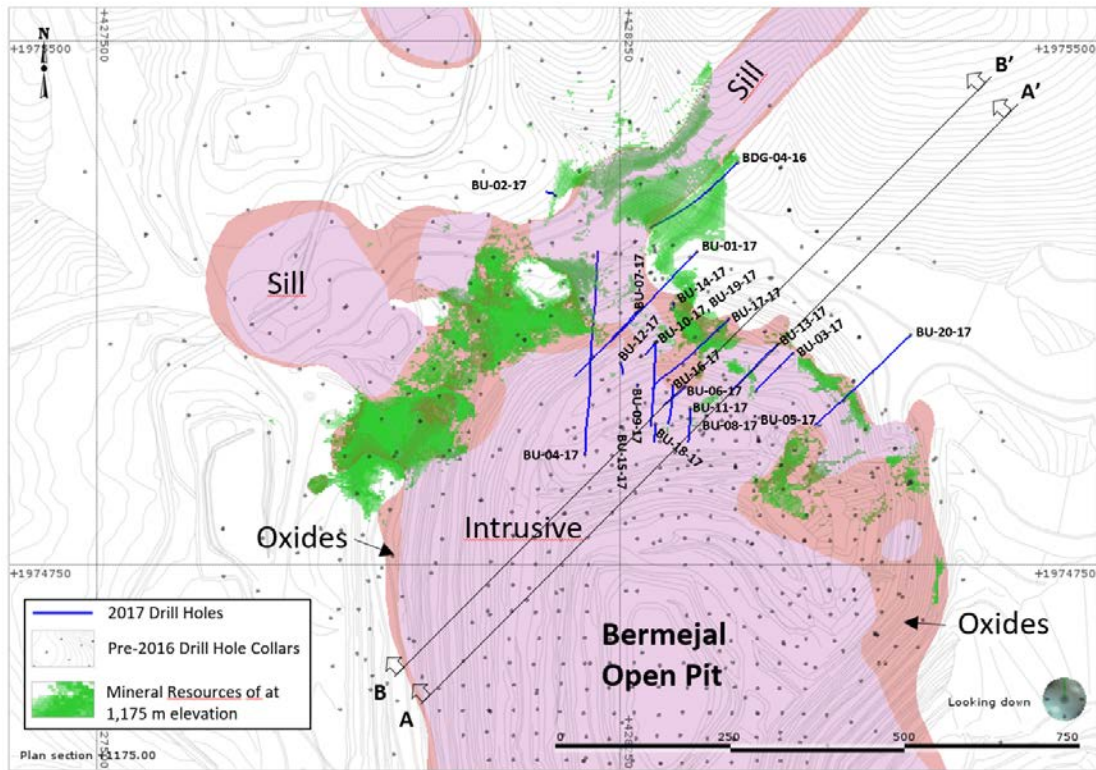 +1975500
+427500
+428250
+1975500
N
Sill
B'
A'
BDG-04-16
BU-02-17
BU-01-17
BU-07-17
BU-14-17
BU-10-17, BU-19-17
BU-17-17
BU-13-17
BU-03-17
BU-20-17
Sill
BU-12-17
BU-16-17
BU-06-17
BU-09-17
BU-11-17
BU-08-17
BU-05-17
BU-18-17
BU-04-17
BU-15-17
Oxides
Intrusive
+1974750
+1974750
2017 Drill Holes
Pre-2016 Drill Hole Collars
Mineral Resources of at
1,175 m elevation
Bermejal
Open Pit
Oxides
B
A
Looking down
0 250 500 750
Plan section +1175.00